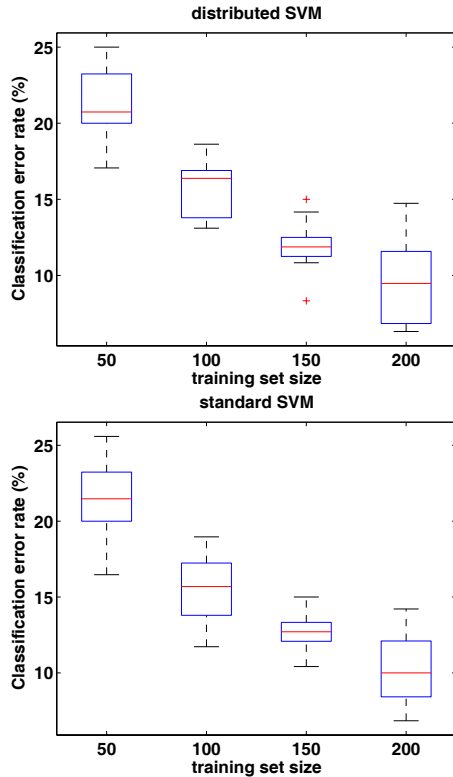 distributed SVM
Classification error rate (%)
25
20
15
10
50 100 150 200
training set size
standard SVM
Classification error rate (%)
25
20
15
10
50 100 150 200
training set size